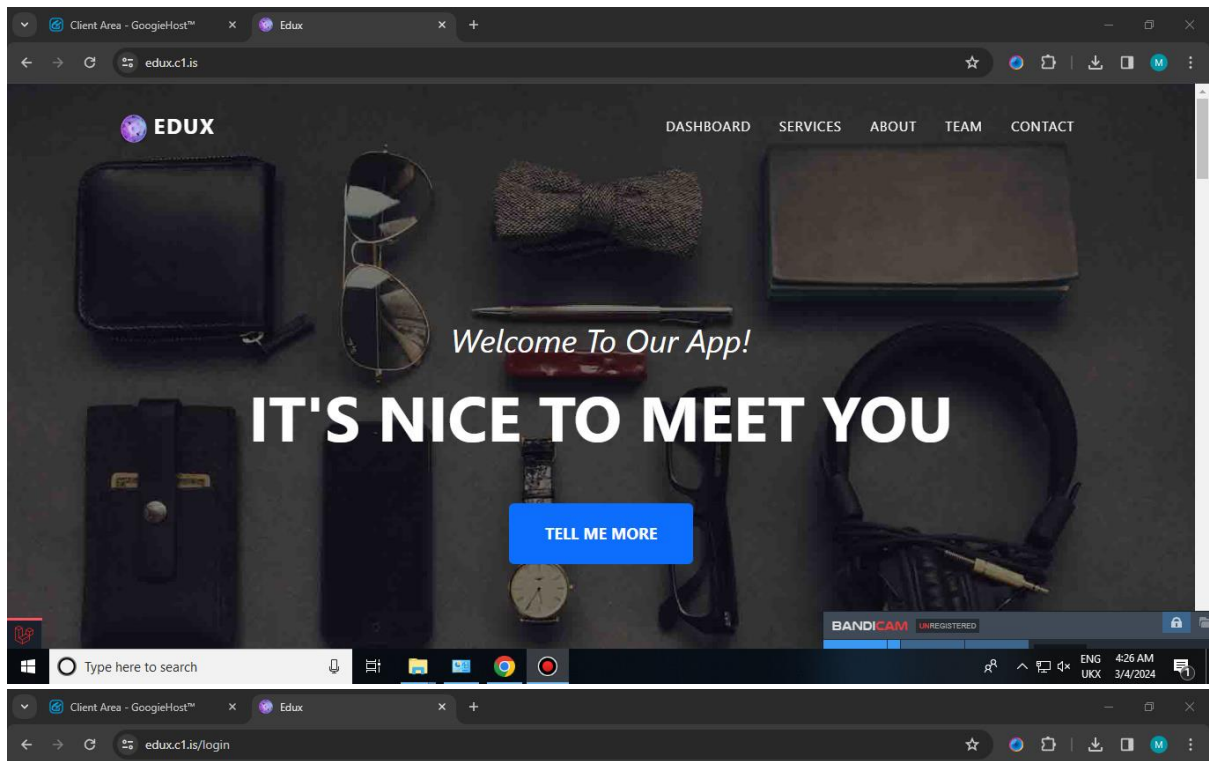 Client Area - GoogieHost™ Edux
edux.c1.is M
EDUX DASHBOARD SERVICES ABOUT TEAM CONTACT
Welcome To Our App!
IT'S NICE TO MEET YOU
TELL ME MORE
BANDICAM UNREGISTERED
Type here to search ENG 4:26 AM
UKX 3/4/2024 1
Client Area - GoogieHost™ Edux
edux.c1.is/login M